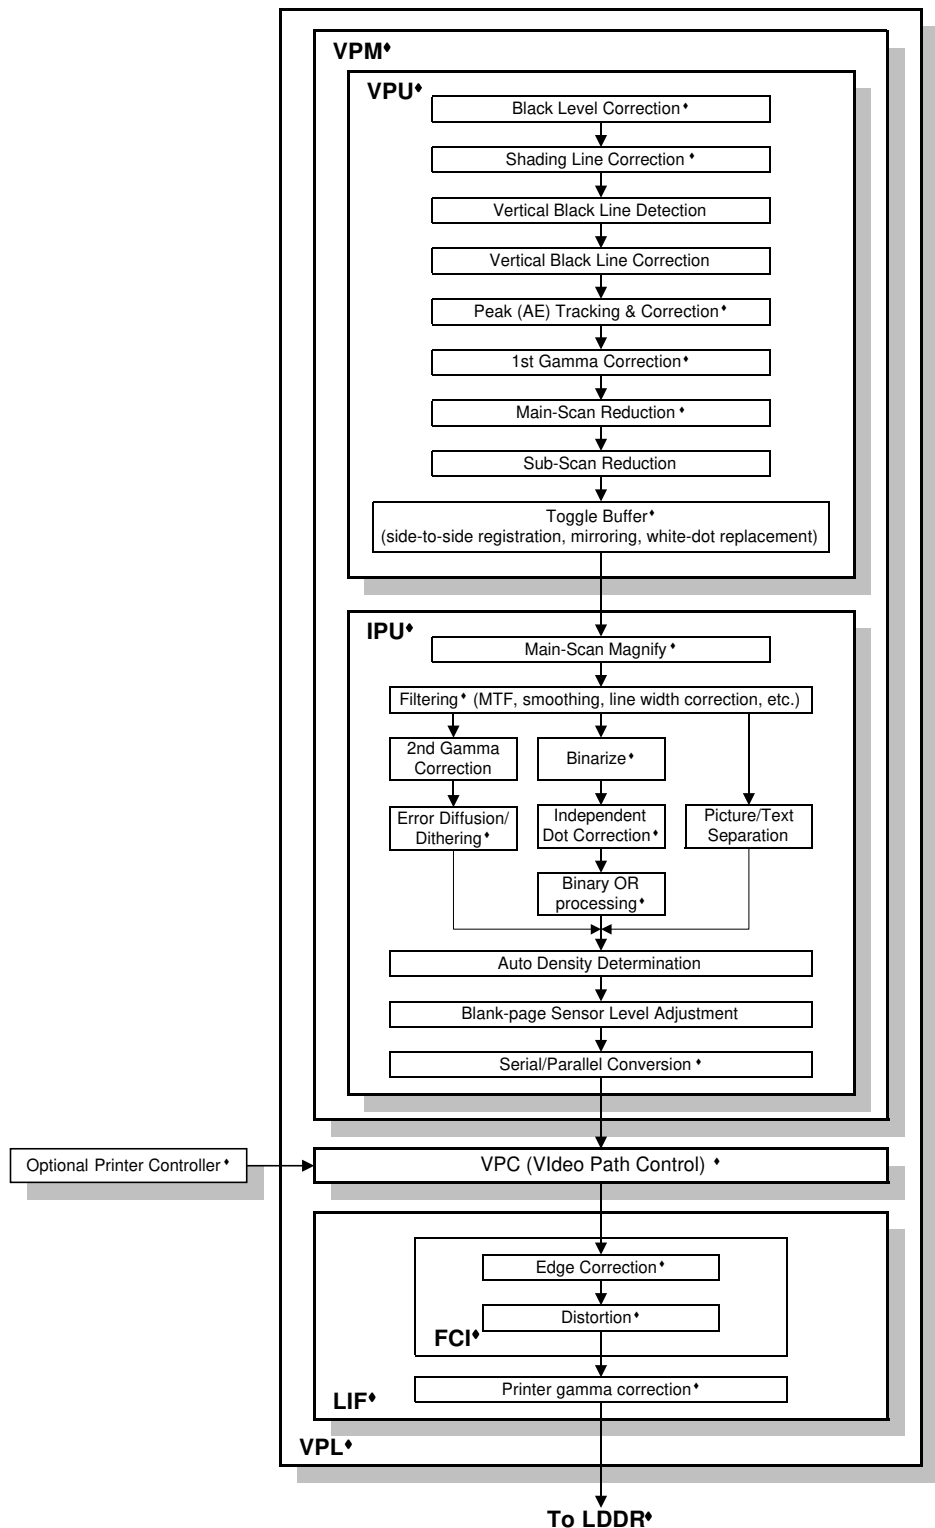 VPM♦
VPU♦
Black Level Correction♦
Shading Line Correction ♦
Vertical Black Line Detection
Vertical Black Line Correction
Peak (AE) Tracking & Correction♦
1st Gamma Correction♦
Main-Scan Reduction ♦
Sub-Scan Reduction
Toggle Buffer♦
(side-to-side registration, mirroring, white-dot replacement)
IPU♦
Main-Scan Magnify ♦
Filtering♦ (MTF, smoothing, line width correction, etc.)
2nd Gamma
Correction
Binarize♦
Error Diffusion/
Dithering♦
Independent
Dot Correction♦
Picture/Text
Separation
Binary OR
processing♦
Auto Density Determination
Blank-page Sensor Level Adjustment
Serial/Parallel Conversion ♦
Optional Printer Controller♦
VPC (VIdeo Path Control) ♦
Edge Correction♦
Distortion♦
FCI♦
Printer gamma correction♦
LIF♦
VPL♦
To LDDR♦